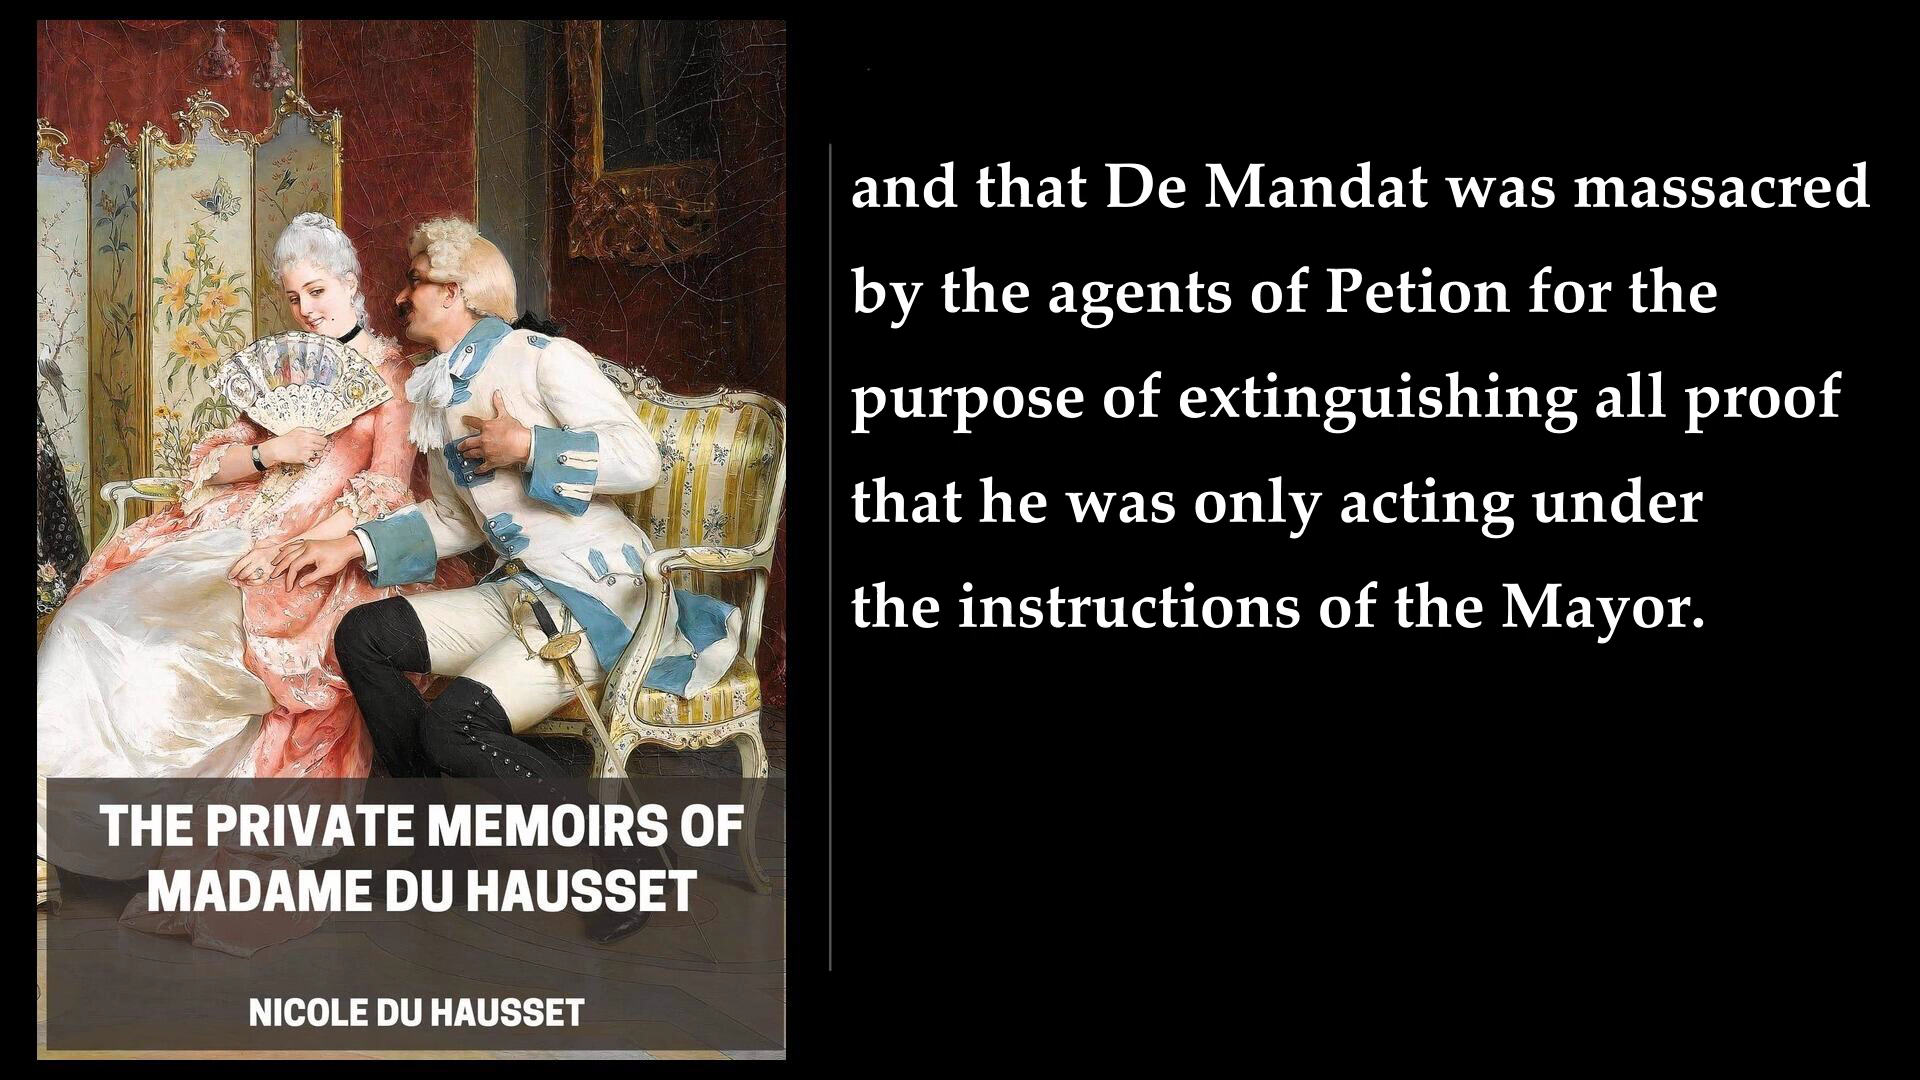 THE PRIVATE MEMOIRS OF
MADAME DU HAUSSET
NICOLE DU HAUSSET
and that De Mandat was massacred
by the agents of Petion for the
purpose of extinguishing all proof
that he was only acting under
the instructions of the Mayor.